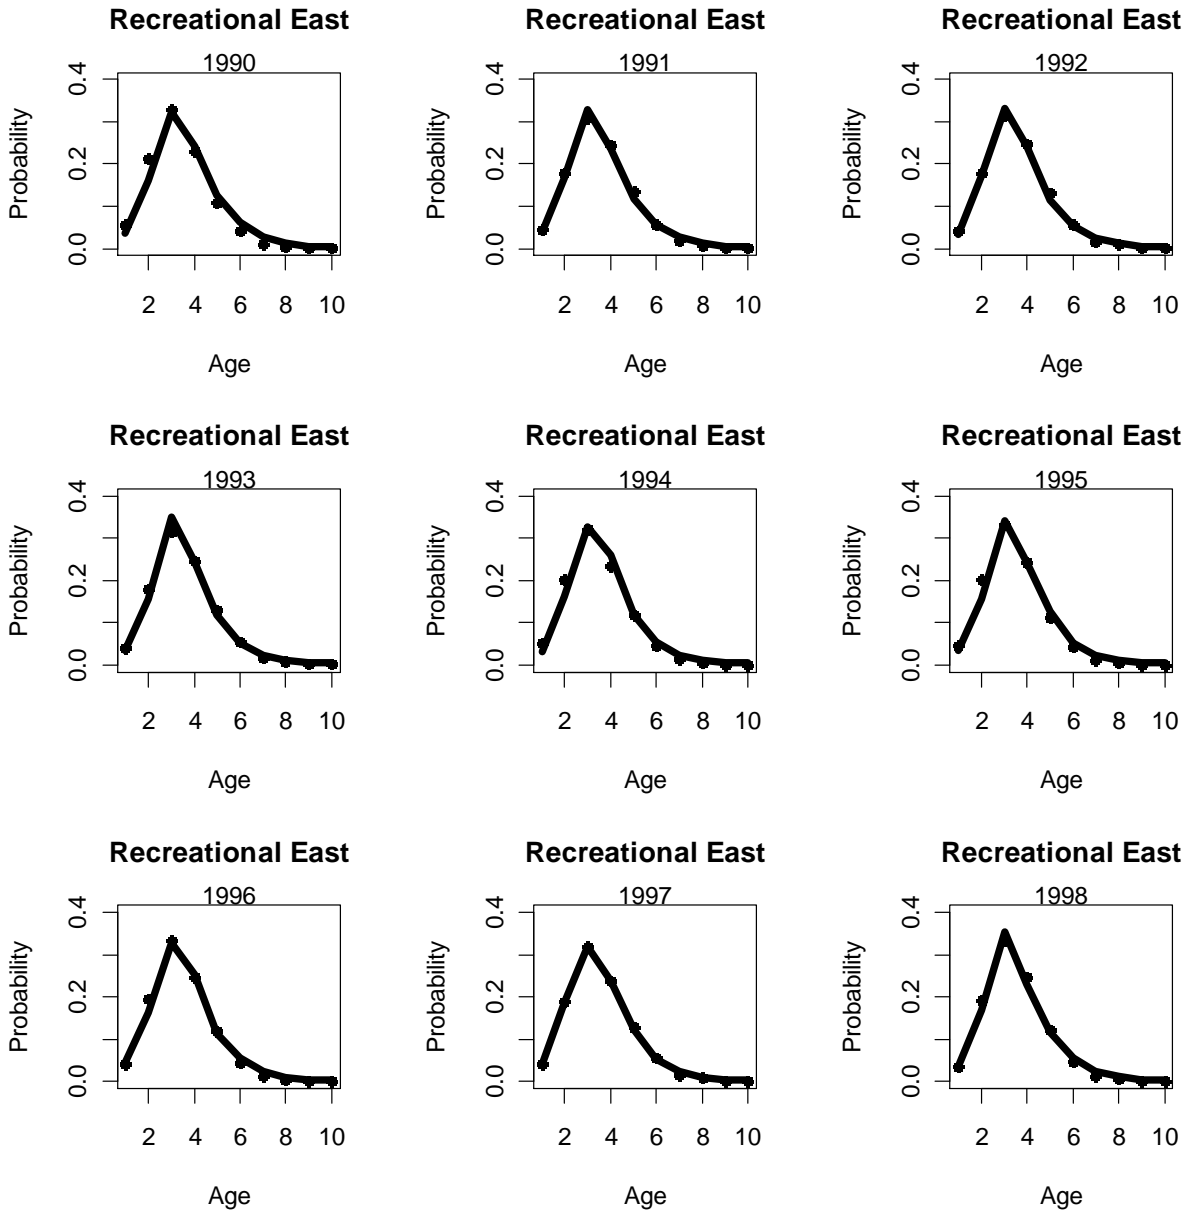 Recreational East Recreational East Recreational East
1990 1991 1992
Probability Probability Probability
0.4 0.4 0.4
0.2 0.2 0.2
0.0 0.0 0.0
2 4 6 8 10 2 4 6 8 10 2 4 6 8 10
Age Age Age
Recreational East Recreational East Recreational East
1993 1994 1995
Probability Probability Probability
0.4 0.4 0.4
0.2 0.2 0.2
0.0 0.0 0.0
2 4 6 8 10 2 4 6 8 10 2 4 6 8 10
Age Age Age
Recreational East Recreational East Recreational East
1996 1997 1998
Probability Probability Probability
0.4 0.4 0.4
0.2 0.2 0.2
0.0 0.0 0.0
2 4 6 8 10 2 4 6 8 10 2 4 6 8 10
Age Age Age